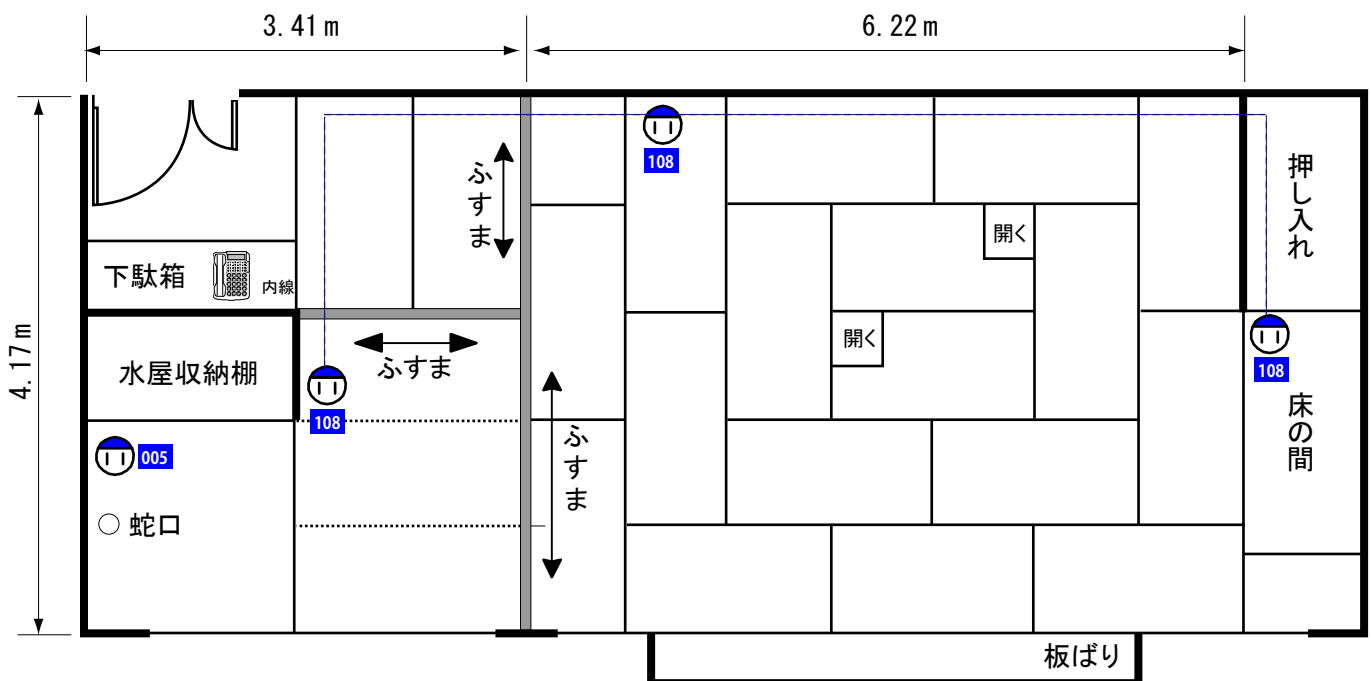 3.41m
6.22m
4.17m
108
ふすま
押し入れ
開く
下駄箱
内線
開く
水屋収納棚
ふすま
108
108
床の間
005
ふすま
蛇口
板ばり